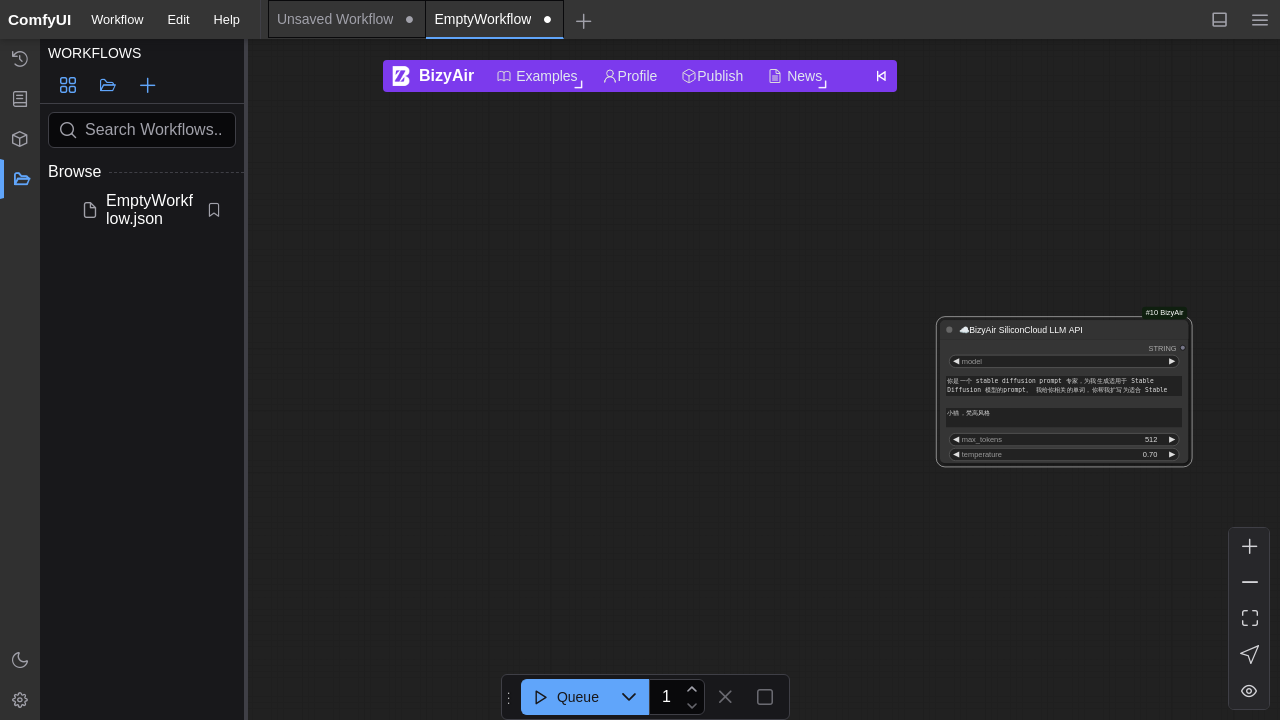 ComfyUI
Workflow
Edit
Help
Unsaved Workflow
EmptyWorkflow
WORKFLOWS
Search Workflows..
Browse
EmptyWorkf
low.json
BizyAir
Examples
Profile
Publish
News
#10 BizyAir
BizyAir SiliconCloud LLM API
STRING
model
你是一个 stable diffusion prompt 专家，为我生成适用于 Stable
Diffusion 模型的prompt。 我给你相关的单词，你帮我扩写为适合 Stable
小猫，梵高风格
max_tokens 512
temperature 0.70
Queue
1